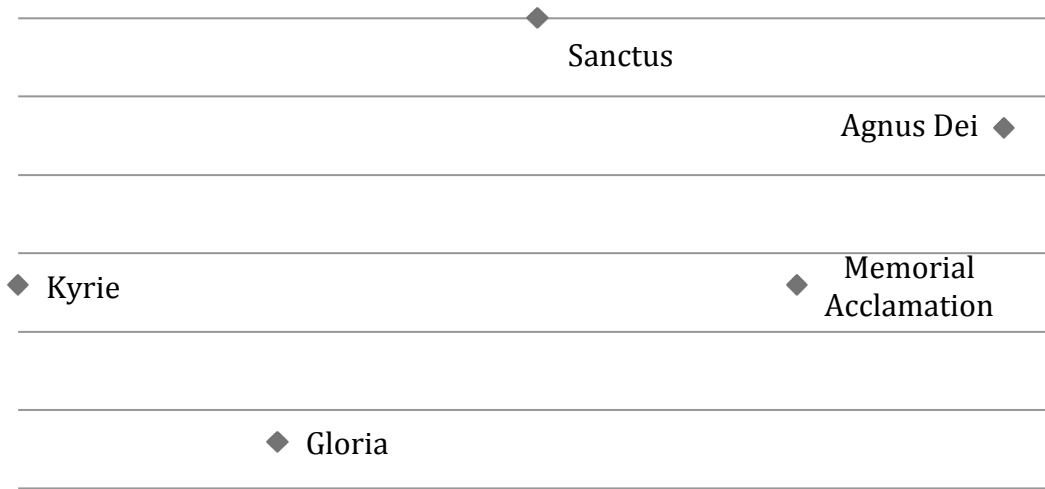 Sanctus
Agnus Dei
Kyrie
Memorial
Acclamation
Gloria